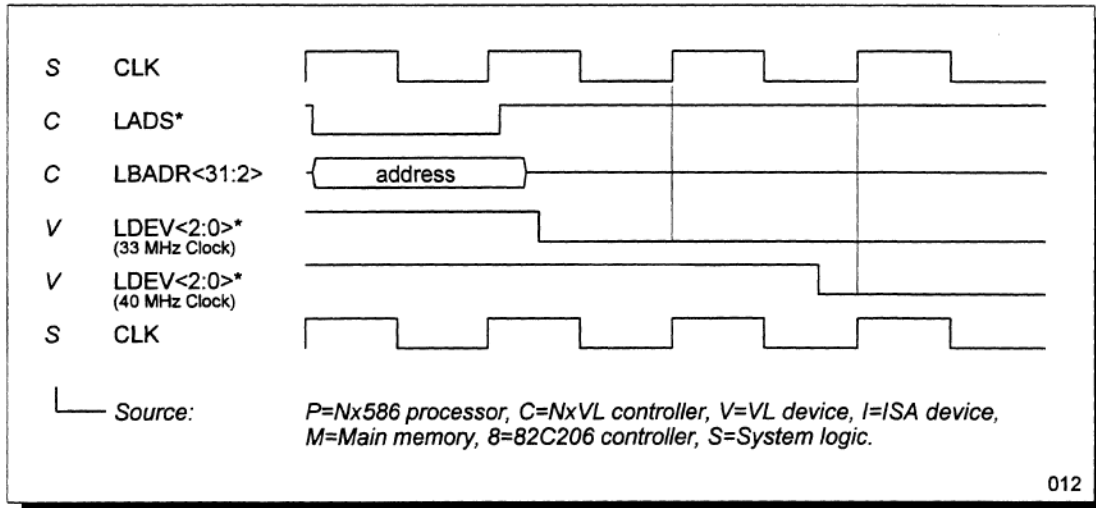 S CLK
C LADS*
C LBADR<31:2> address
V LDEV<2:0>*
(33 MHz Clock)
V LDEV<2:0>*
(40 MHz Clock)
S CLK
Source: P=Nx586 processor, C=NxVL controller, V=VL device, I=ISA device,
M=Main memory, 8=82C206 controller, S=System logic.
012